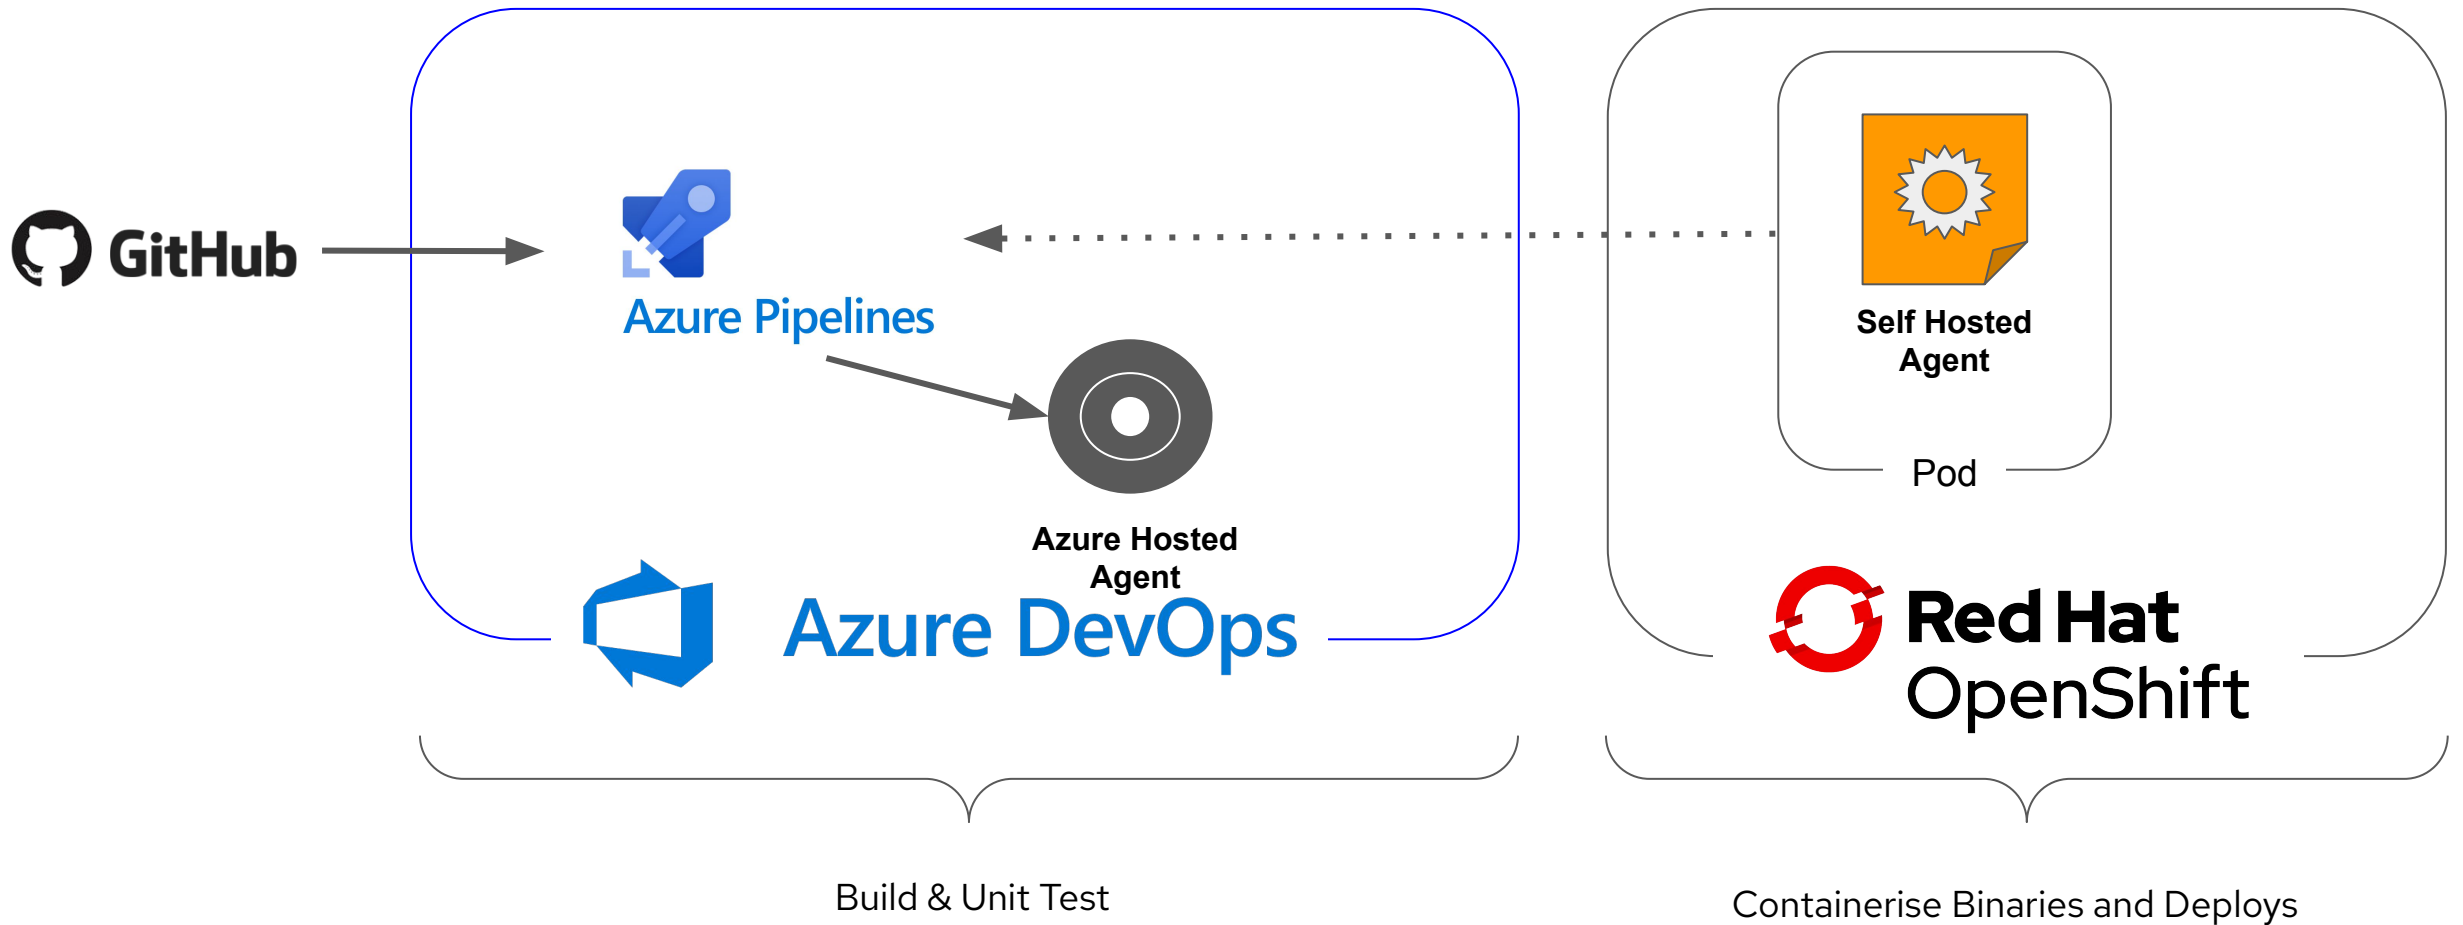 GitHub
Azure Pipelines
Azure Hosted
Agent
Azure DevOps
Self Hosted
Agent
Pod
Red Hat
OpenShift
Build & Unit Test
Containerise Binaries and Deploys